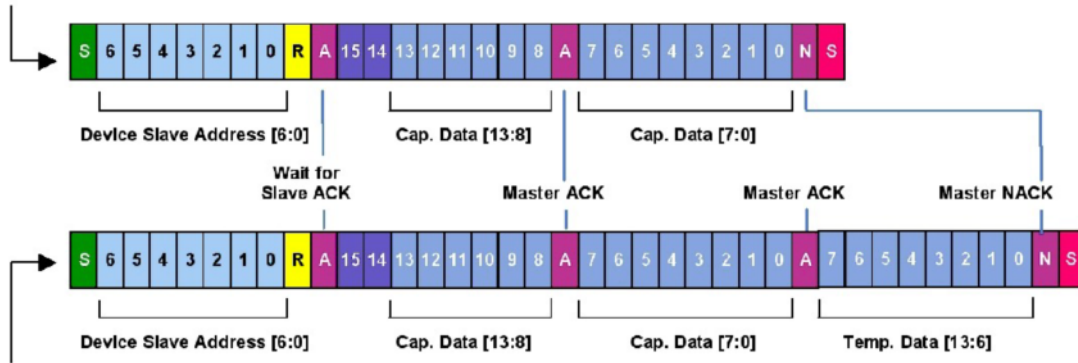 S 6 5 4 3 2 1 0 R A 15 14 13 12 11 10 9 8 A 7 6 5 4 3 2 1 0 N S
Device Slave Address [6:0] Cap. Data [13:8] Cap. Data [7:0]
Wait for
Slave ACK Master ACK Master ACK Master NACK
S 6 5 4 3 2 1 0 R A 15 14 13 12 11 10 9 8 A 7 6 5 4 3 2 1 0 A 7 6 5 4 3 2 1 0 N S
Device Slave Address [6:0] Cap. Data [13:8] Cap. Data [7:0] Temp. Data [13:6]